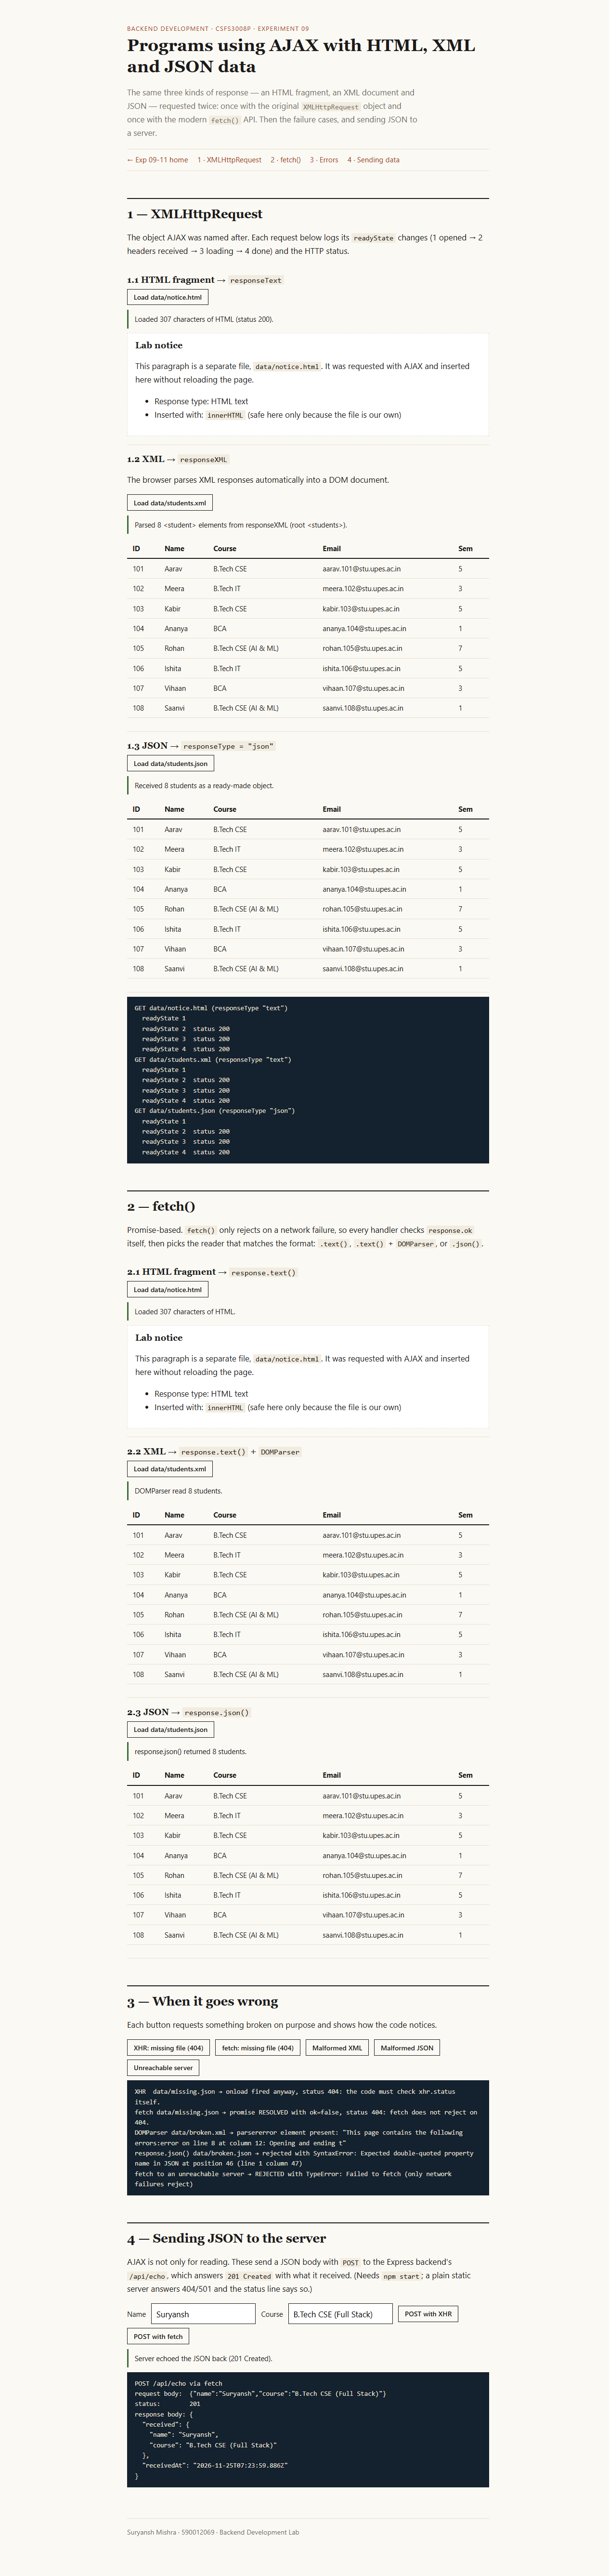 BACKEND DEVELOPMENT · CSFS3008P · EXPERIMENT 09
Programs using AJAX with HTML, XML
and JSON data
The same three kinds of response — an HTML fragment, an XML document and
JSON — requested twice: once with the original XMLHttpRequest object and
once with the modern fetch() API. Then the failure cases, and sending JSON to
a server.
← Exp 09-11 home 1 · XMLHttpRequest 2 · fetch() 3 · Errors 4 · Sending data
1 — XMLHttpRequest
The object AJAX was named after. Each request below logs its readyState changes (1 opened → 2
headers received → 3 loading → 4 done) and the HTTP status.
1.1 HTML fragment → responseText
Load data/notice.html
Loaded 307 characters of HTML (status 200).
Lab notice
This paragraph is a separate file, data/notice.html. It was requested with AJAX and inserted
here without reloading the page.
• Response type: HTML text
• Inserted with: innerHTML (safe here only because the file is our own)
1.2 XML → responseXML
The browser parses XML responses automatically into a DOM document.
Load data/students.xml
Parsed 8 <student> elements from responseXML (root <students>).
ID Name Course Email Sem
101 Aarav B.Tech CSE aarav.101@stu.upes.ac.in 5
102 Meera B.Tech IT meera.102@stu.upes.ac.in 3
103 Kabir B.Tech CSE kabir.103@stu.upes.ac.in 5
104 Ananya BCA ananya.104@stu.upes.ac.in 1
105 Rohan B.Tech CSE (AI & ML) rohan.105@stu.upes.ac.in 7
106 Ishita B.Tech IT ishita.106@stu.upes.ac.in 5
107 Vihaan BCA vihaan.107@stu.upes.ac.in 3
108 Saanvi B.Tech CSE (AI & ML) saanvi.108@stu.upes.ac.in 1
1.3 JSON → responseType = "json"
Load data/students.json
Received 8 students as a ready-made object.
ID Name Course Email Sem
101 Aarav B.Tech CSE aarav.101@stu.upes.ac.in 5
102 Meera B.Tech IT meera.102@stu.upes.ac.in 3
103 Kabir B.Tech CSE kabir.103@stu.upes.ac.in 5
104 Ananya BCA ananya.104@stu.upes.ac.in 1
105 Rohan B.Tech CSE (AI & ML) rohan.105@stu.upes.ac.in 7
106 Ishita B.Tech IT ishita.106@stu.upes.ac.in 5
107 Vihaan BCA vihaan.107@stu.upes.ac.in 3
108 Saanvi B.Tech CSE (AI & ML) saanvi.108@stu.upes.ac.in 1
GET data/notice.html (responseType "text")
readyState 1
readyState 2 status 200
readyState 3 status 200
readyState 4 status 200
GET data/students.xml (responseType "text")
readyState 1
readyState 2 status 200
readyState 3 status 200
readyState 4 status 200
GET data/students.json (responseType "json")
readyState 1
readyState 2 status 200
readyState 3 status 200
readyState 4 status 200
2 — fetch()
Promise-based. fetch() only rejects on a network failure, so every handler checks response.ok
itself, then picks the reader that matches the format: .text(), .text() + DOMParser, or .json().
2.1 HTML fragment → response.text()
Load data/notice.html
Loaded 307 characters of HTML.
Lab notice
This paragraph is a separate file, data/notice.html. It was requested with AJAX and inserted
here without reloading the page.
• Response type: HTML text
• Inserted with: innerHTML (safe here only because the file is our own)
2.2 XML → response.text() + DOMParser
Load data/students.xml
DOMParser read 8 students.
ID Name Course Email Sem
101 Aarav B.Tech CSE aarav.101@stu.upes.ac.in 5
102 Meera B.Tech IT meera.102@stu.upes.ac.in 3
103 Kabir B.Tech CSE kabir.103@stu.upes.ac.in 5
104 Ananya BCA ananya.104@stu.upes.ac.in 1
105 Rohan B.Tech CSE (AI & ML) rohan.105@stu.upes.ac.in 7
106 Ishita B.Tech IT ishita.106@stu.upes.ac.in 5
107 Vihaan BCA vihaan.107@stu.upes.ac.in 3
108 Saanvi B.Tech CSE (AI & ML) saanvi.108@stu.upes.ac.in 1
2.3 JSON → response.json()
Load data/students.json
response.json() returned 8 students.
ID Name Course Email Sem
101 Aarav B.Tech CSE aarav.101@stu.upes.ac.in 5
102 Meera B.Tech IT meera.102@stu.upes.ac.in 3
103 Kabir B.Tech CSE kabir.103@stu.upes.ac.in 5
104 Ananya BCA ananya.104@stu.upes.ac.in 1
105 Rohan B.Tech CSE (AI & ML) rohan.105@stu.upes.ac.in 7
106 Ishita B.Tech IT ishita.106@stu.upes.ac.in 5
107 Vihaan BCA vihaan.107@stu.upes.ac.in 3
108 Saanvi B.Tech CSE (AI & ML) saanvi.108@stu.upes.ac.in 1
3 — When it goes wrong
Each button requests something broken on purpose and shows how the code notices.
XHR: missing file (404) fetch: missing file (404) Malformed XML Malformed JSON
Unreachable server
XHR data/missing.json → onload fired anyway, status 404: the code must check xhr.status
itself.
fetch data/missing.json → promise RESOLVED with ok=false, status 404: fetch does not reject on
404.
DOMParser data/broken.xml → parsererror element present: "This page contains the following
errors:error on line 8 at column 12: Opening and ending t"
response.json() data/broken.json → rejected with SyntaxError: Expected double-quoted property
name in JSON at position 46 (line 1 column 47)
fetch to an unreachable server → REJECTED with TypeError: Failed to fetch (only network
failures reject)
4 — Sending JSON to the server
AJAX is not only for reading. These send a JSON body with POST to the Express backend's
/api/echo, which answers 201 Created with what it received. (Needs npm start; a plain static
server answers 404/501 and the status line says so.)
Name Suryansh Course B.Tech CSE (Full Stack) POST with XHR
POST with fetch
Server echoed the JSON back (201 Created).
POST /api/echo via fetch
request body: {"name":"Suryansh","course":"B.Tech CSE (Full Stack)"}
status: 201
response body: {
"received": {
"name": "Suryansh",
"course": "B.Tech CSE (Full Stack)"
},
"receivedAt": "2026-11-25T07:23:59.886Z"
}
Suryansh Mishra · 590012069 · Backend Development Lab